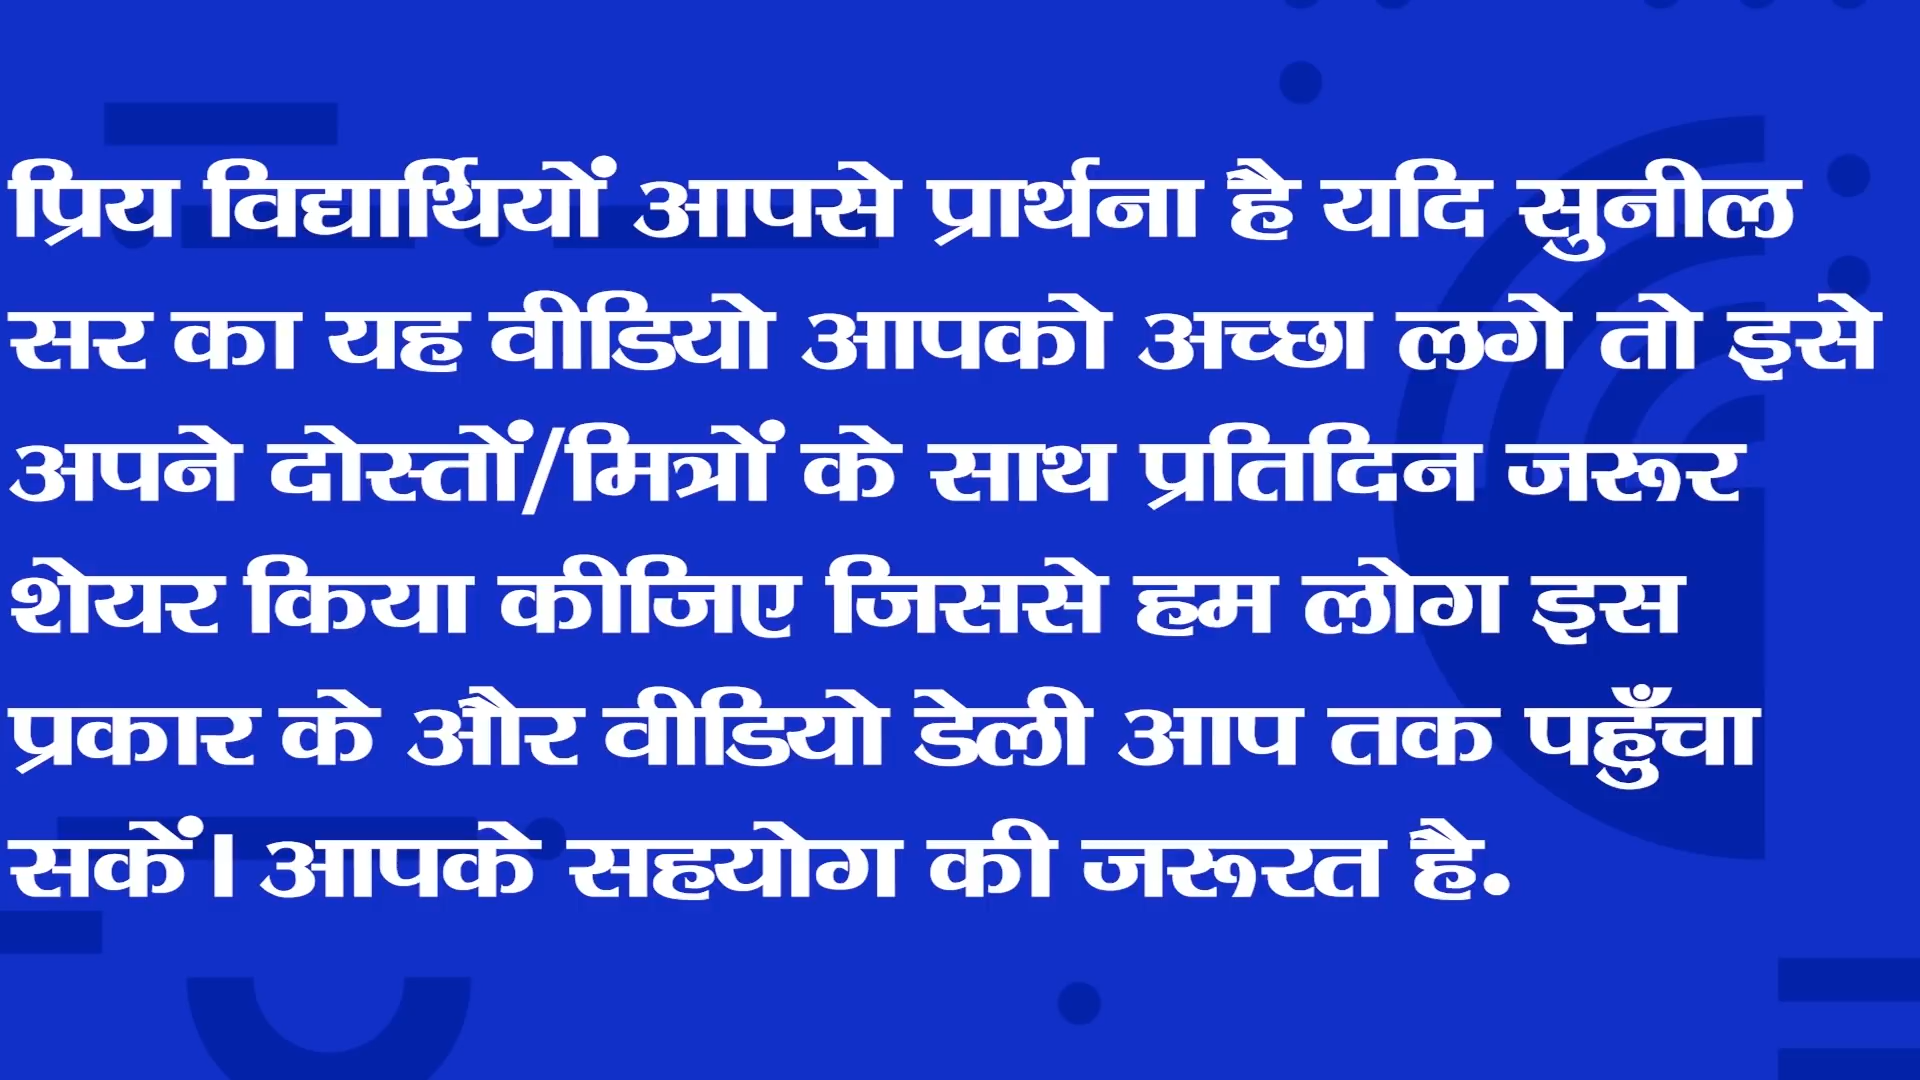 प्रिय विद्यार्थियों आपसे प्रार्थना है यदि सुनील
सर का यह वीडियो आपको अच्छा लगे तो इसे
अपने दोस्तों/मित्रों के साथ प्रतिदिन जरूर
शेयर किया कीजिए जिससे हम लोग इस
प्रकार के और वीडियो डेली आप तक पहुँचा
सकें। आपके सहयोग की जरूरत है.